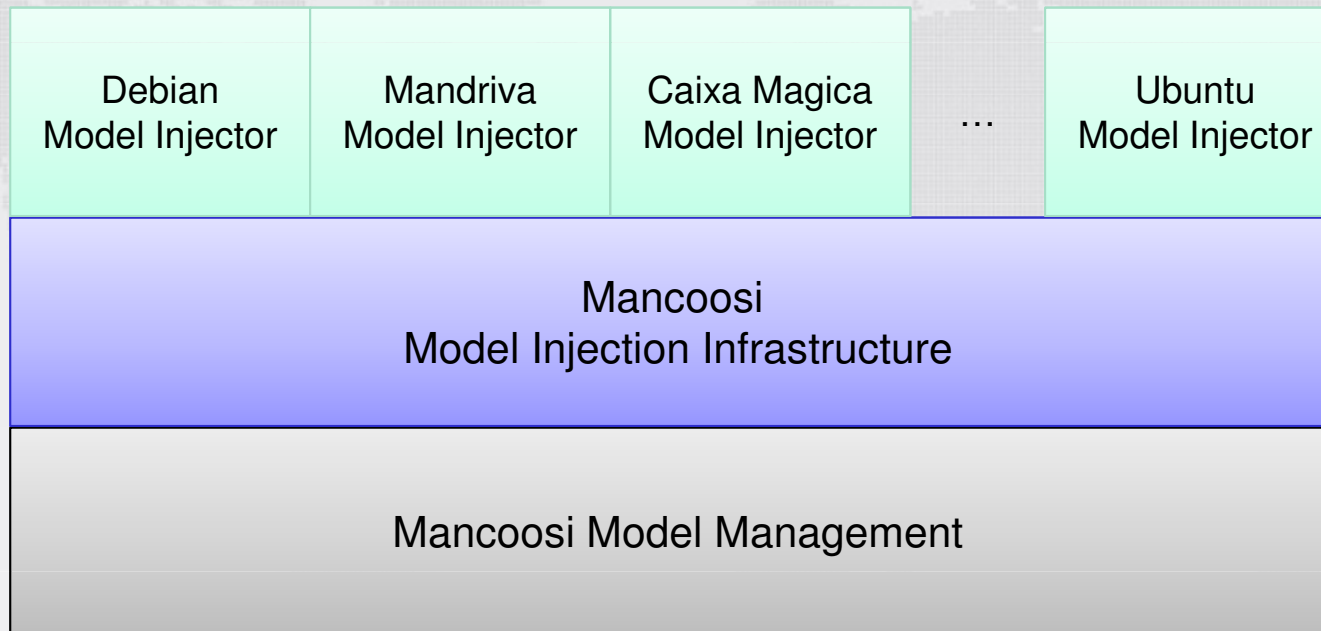 Debian
Model Injector
Mandriva
Model Injector
Caixa Magica
Model Injector
...
Ubuntu
Model Injector
Mancoosi
Model Injection Infrastructure
Mancoosi Model Management